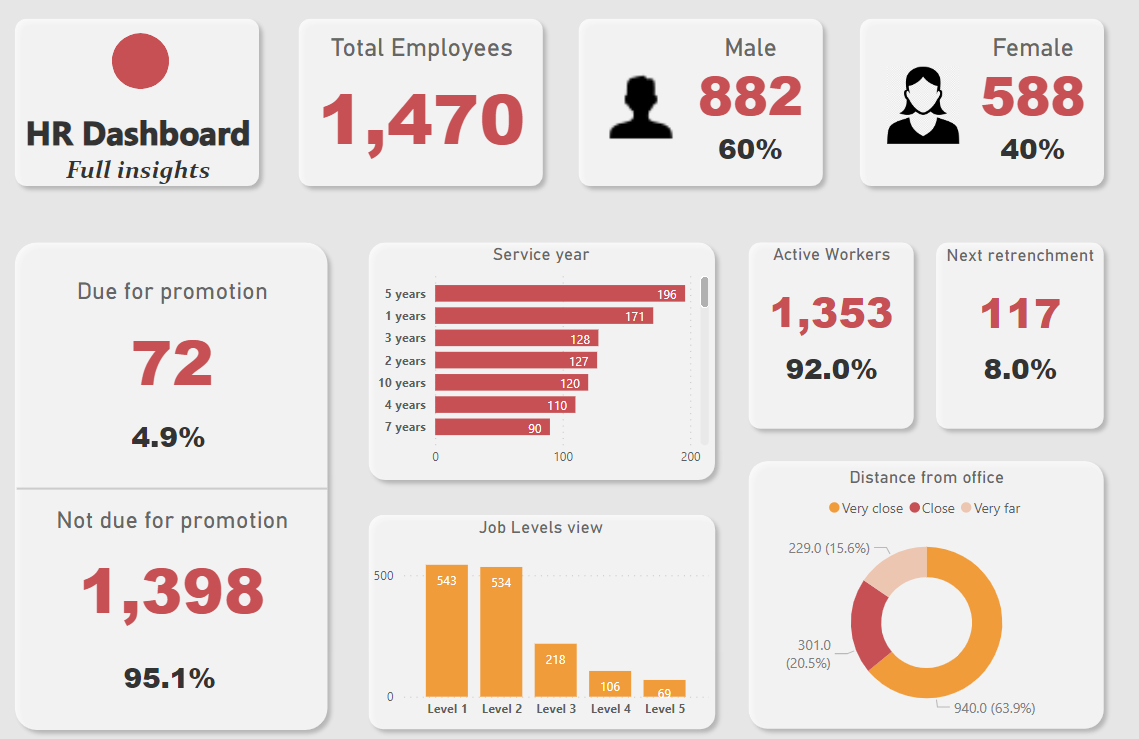 HR Dashboard
Full insights
Total Employees
1,470
Male
882
60%
Female
588
40%
Due for promotion
72
4.9%
Not due for promotion
1,398
95.1%
Service year
5 years 196
1 years 171
3 years 128
2 years 127
10 years 120
4 years 110
7 years 90
0 100 200
Job Levels view
500
0
543 534 218 106 69
Level 1 Level 2 Level 3 Level 4 Level 5
Active Workers
1,353
92.0%
Next retrenchment
117
8.0%
Distance from office
Very close Close Very far
229.0 (15.6%)
301.0
(20.5%)
940.0 (63.9%)